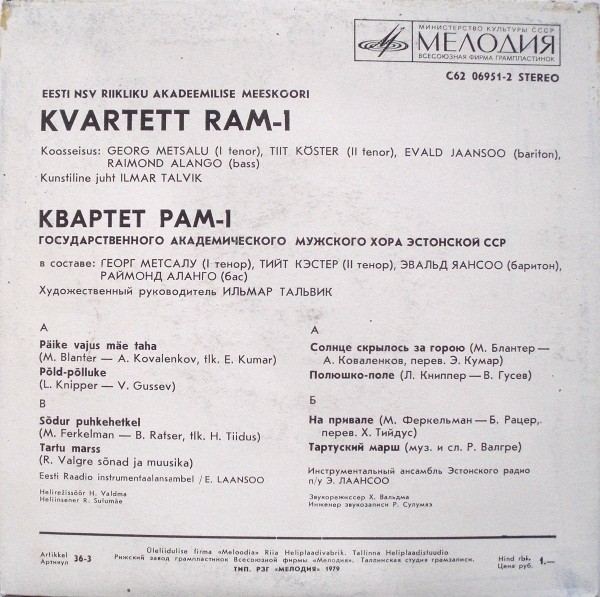 МИНИСТЕРСТВО КУЛЬТУРЫ СССР
МЕЛОДИЯ
ВСЕСОЮЗНАЯ ФИРМА ГРАМПЛАСТИНОК
С62 06951-2 STEREO
EESTI NSV RIIKLIKU AKADEEMILISE MEESKOORI
KVARTETT RAM-I
Koosseisus: GEORG METSALU (I tenor), TIIT KÖSTER (II tenor), EVALD JAANSOO (bariton),
RAIMOND ALANGO (bass)
Kunstiline juht ILMAR TALVIK
КВАРТЕТ РАМ-I
ГОСУДАРСТВЕННОГО АКАДЕМИЧЕСКОГО МУЖСКОГО ХОРА ЭСТОНСКОЙ ССР
в составе: ГЕОРГ МЕТСАЛУ (I тенор), ТИЙТ КЭСТЕР (II тенор), ЭВАЛЬД ЯАНСОО (баритон),
РАЙМОНД АЛАНГО (бас)
Художественный руководитель ИЛЬМАР ТАЛЬВИК
A
Päike vajus mäe taha
(M. Blanter — A. Kovalenkov, tlk. E. Kumar)
Põld-põlluke
(L. Knipper — V. Gussev)
B
Sõdur puhkehetkel
(M. Ferkelman — B. Ratser, tlk. H. Tiidus)
Tartu marss
(R. Valgre sõnad ja muusika)
Eesti Raadio instrumentaalansambel / E. LAANSOO
Helirežissöör H. Valdma
Heliinsener R. Sulumäe
А
Солнце скрылось за горою (М. Блантер —
А. Коваленков, перев. Э. Кумар)
Полюшко-поле (Л. Книппер — В. Гусев)
Б
На привале (М. Феркельман — Б. Рацер,
перев. Х. Тийдус)
Тартуский марш (муз. и сл. Р. Валгре)
Инструментальный ансамбль Эстонского радио
п/у Э. ЛААНСОО
Звукорежиссер Х. Вальдма
Инженер звукозаписи Р. Сулумяэ
Artikkel
Артикул 36-3
Üleliidulise firma «Meloodia» Riia Heliplaadivabrik. Tallinna Heliplaadistuudio
Рижский завод грампластинок Всесоюзной фирмы «Мелодия». Таллинская студия грамзаписи.
ТИП. РЗГ «МЕЛОДИЯ» 1979
Hind rbl.
Цена руб. 1.—